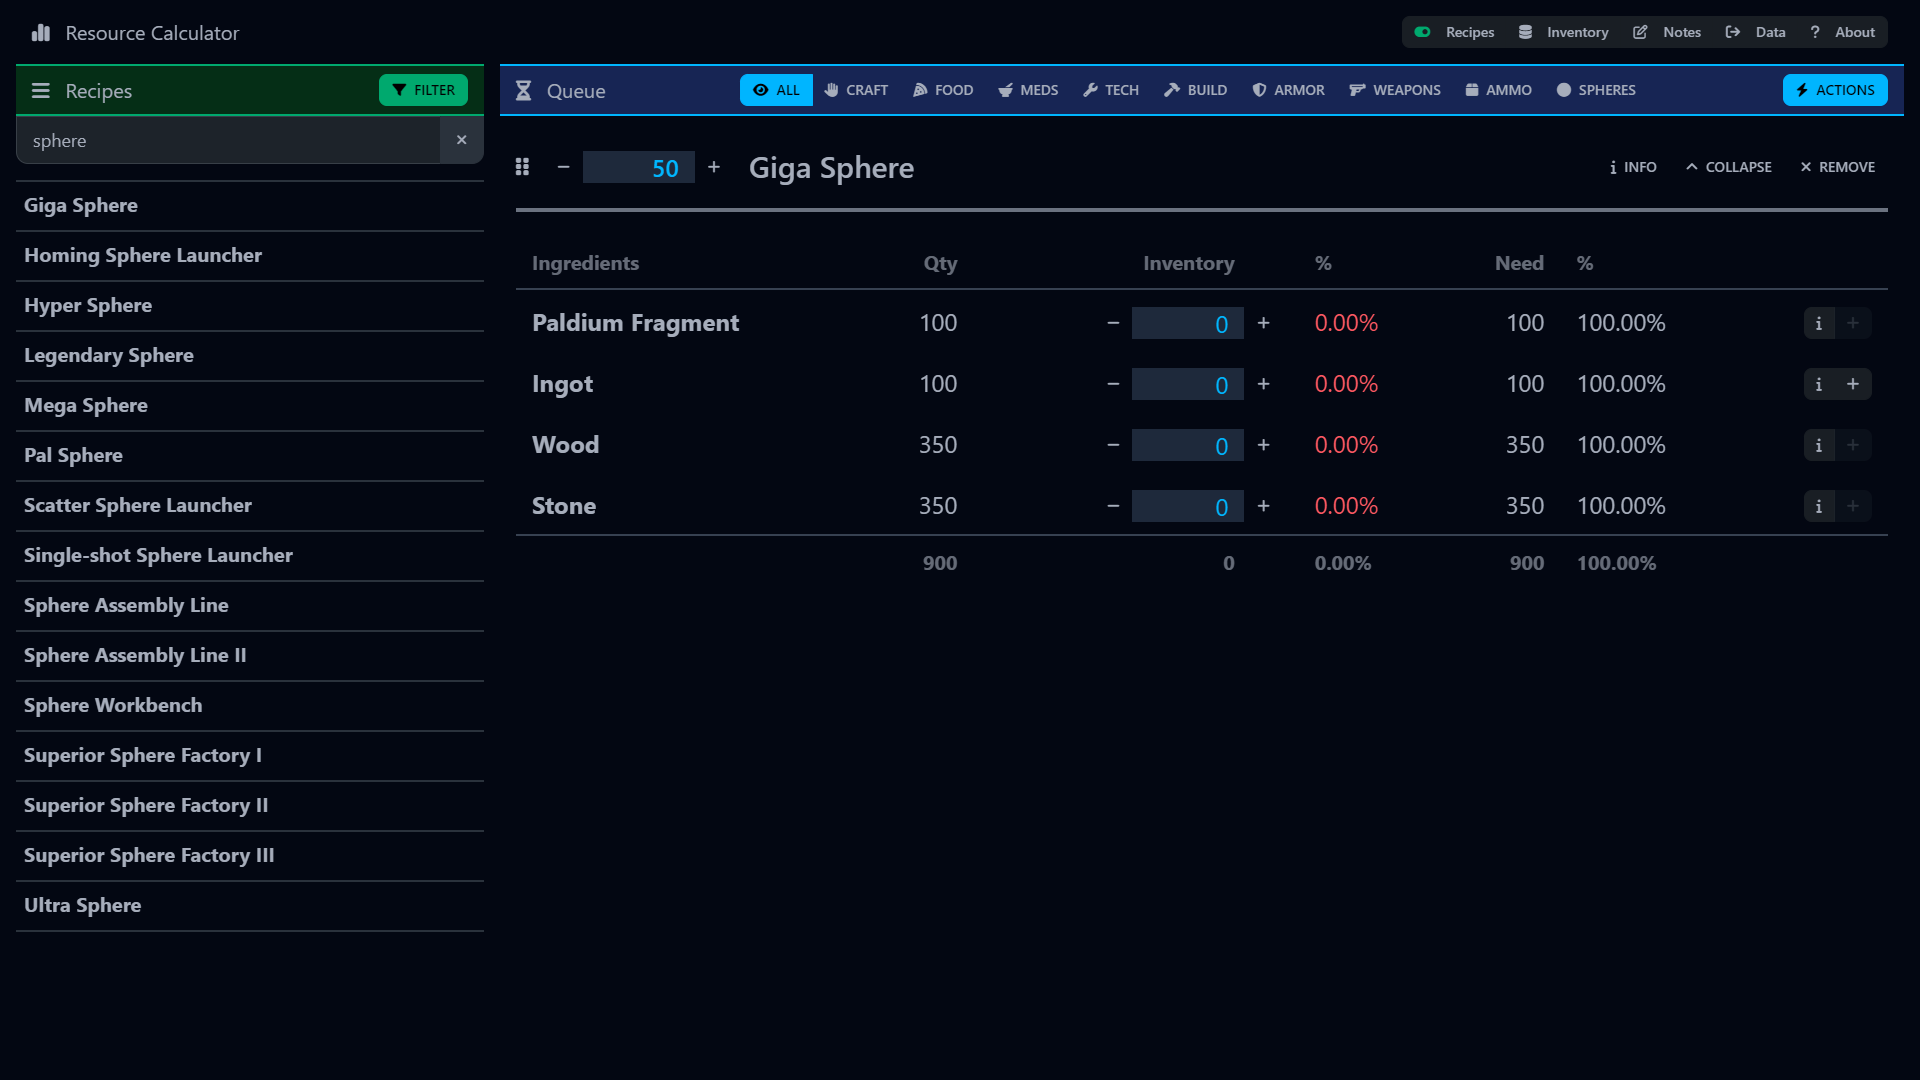 Resource Calculator
Recipes Inventory Notes Data ? About
Recipes FILTER
sphere ×
Giga Sphere
Homing Sphere Launcher
Hyper Sphere
Legendary Sphere
Mega Sphere
Pal Sphere
Scatter Sphere Launcher
Single-shot Sphere Launcher
Sphere Assembly Line
Sphere Assembly Line II
Sphere Workbench
Superior Sphere Factory I
Superior Sphere Factory II
Superior Sphere Factory III
Ultra Sphere
Queue ALL CRAFT FOOD MEDS TECH BUILD ARMOR WEAPONS AMMO SPHERES ACTIONS
− 50 + Giga Sphere i INFO COLLAPSE × REMOVE
Ingredients Qty Inventory % Need %
Paldium Fragment 100 − 0 + 0.00% 100 100.00% i +
Ingot 100 − 0 + 0.00% 100 100.00% i +
Wood 350 − 0 + 0.00% 350 100.00% i +
Stone 350 − 0 + 0.00% 350 100.00% i +
900 0 0.00% 900 100.00%